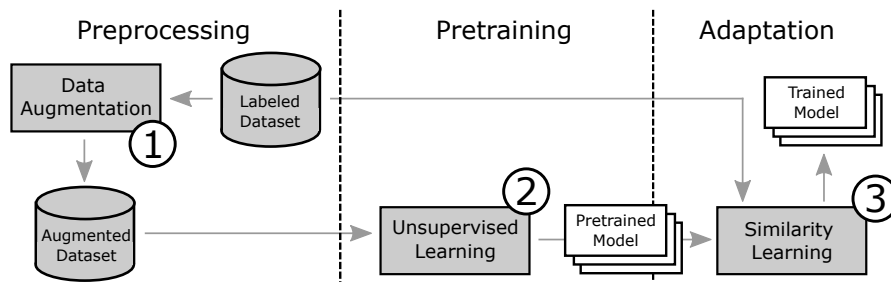 Preprocessing
Pretraining
Adaptation
Data
Augmentation
1
Labeled
Dataset
Augmented
Dataset
Unsupervised
Learning
2
Pretrained
Model
Trained
Model
Similarity
Learning
3